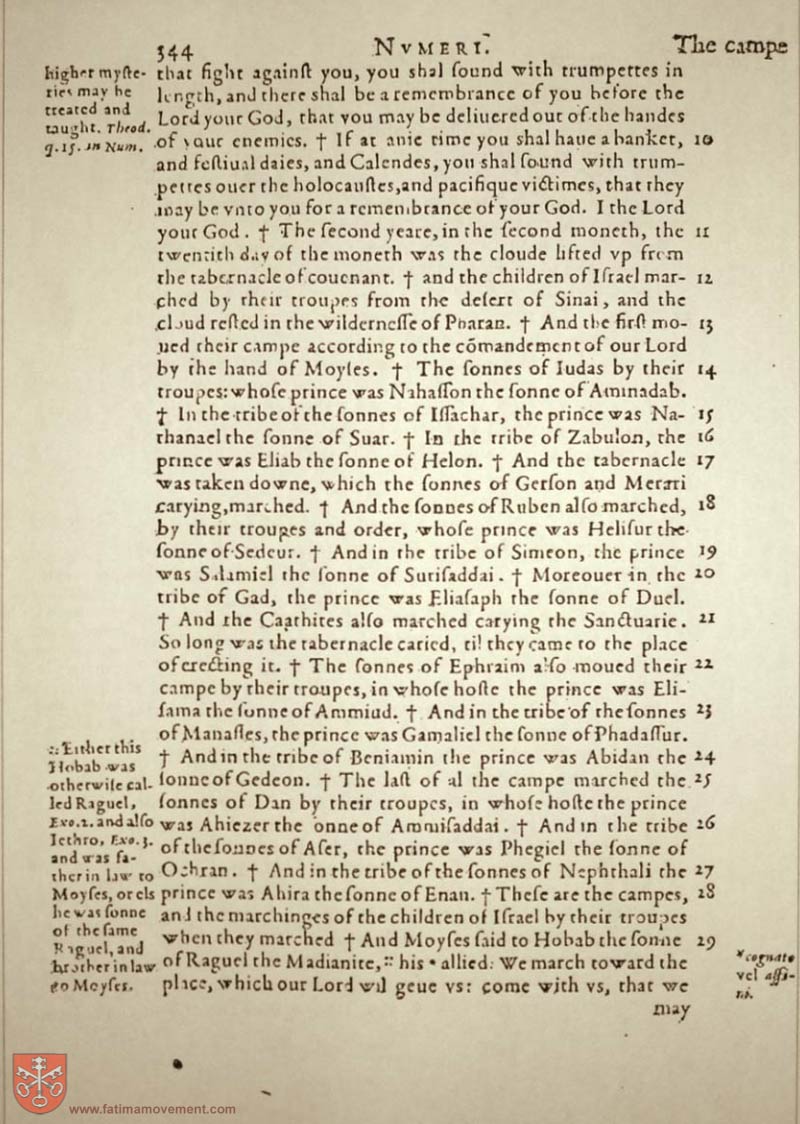 344
NVMERI.
The campe
higher myste-
ries may be
treated and
taught. Theod.
q. 15. in Num.
that fight against you, you shal sound with trumpettes in
length, and there shal be a remembrance of you before the
Lord your God, that you may be deliuered out of the handes
of your enemies. † If at anie time you shal haue a banket, 10
and festiual daies, and Calendes, you shal sound with trum-
pettes ouer the holocaustes, and pacifique victimes, that they
may be vnto you for a remembrance of your God. I the Lord
your God. † The second yeare, in the second moneth, the 11
twentith day of the moneth was the cloude lifted vp from
the tabernacle of couenant. † and the children of Israel mar- 12
ched by their troupes from the desert of Sinai, and the
cloud rested in the wildernesse of Pharan. † And the first mo- 13
ued their campe according to the cōmandement of our Lord
by the hand of Moyses. † The sonnes of Iudas by their 14
troupes: whose prince was Nahasson the sonne of Aminadab.
† In the tribe of the sonnes of Issachar, the prince was Na- 15
thanael the sonne of Suar. † In the tribe of Zabulon, the 16
prince was Eliab the sonne of Helon. † And the tabernacle 17
was taken downe, which the sonnes of Gerson and Merari
carying, marched. † And the sonnes of Ruben also marched, 18
by their troupes and order, whose prince was Helisur the
sonne of Sedeur. † And in the tribe of Simeon, the prince 19
was Salamiel the sonne of Surisaddai. † Moreouer in the 20
tribe of Gad, the prince was Eliasaph the sonne of Duel.
† And the Caathites also marched carying the Sanctuarie. 21
So long was the tabernacle caried, til they came to the place
of erecting it. † The sonnes of Ephraim also moued their 22
campe by their troupes, in whose hoste the prince was Eli-
sama the sonne of Ammiud. † And in the tribe of the sonnes 23
of Manasses, the prince was Gamaliel the sonne of Phadassur.
† And in the tribe of Beniamin the prince was Abidan the 24
sonne of Gedeon. † The last of al the campe marched the 25
sonnes of Dan by their troupes, in whose hoste the prince
was Ahiezer the sonne of Ammisaddai. † And in the tribe 26
of the sonnes of Aser, the prince was Phegiel the sonne of
Ochran. † And in the tribe of the sonnes of Nephthali the 27
prince was Ahira the sonne of Enan. † These are the campes, 28
and the marchinges of the children of Israel by their troupes
when they marched † And Moyses said to Hobab the sonne 29
of Raguel the Madianite, :: his * allied: We march toward the
place, which our Lord wil geue vs: come with vs, that we
may
:: Either this
Hobab was
otherwise cal-
led Raguel,
Exo. 2. and also
Iethro, Exo. 3.
and was fa-
ther in law to
Moyses, or els
he was sonne
of the same
Raguel, and
brother in law
to Moyses.
* cognato
vel affi-
ni.
www.fatimamovement.com